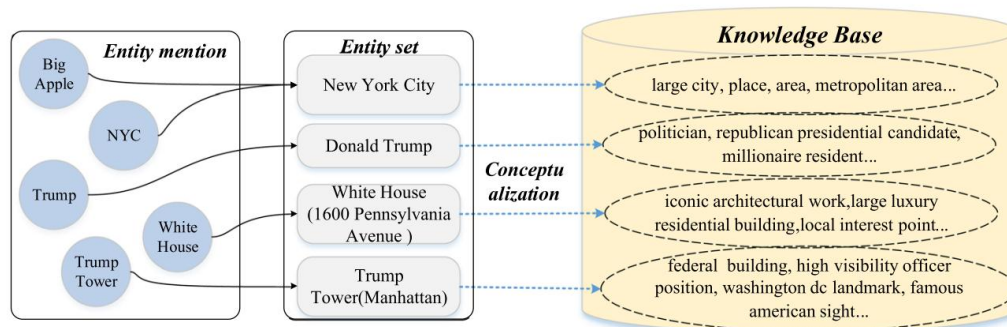 Entity mention
Big
Apple
NYC
Trump
White
House
Trump
Tower
Entity set
New York City
Donald Trump
White House
(1600 Pennsylvania
Avenue )
Trump
Tower(Manhattan)
Conceptu
alization
Knowledge Base
large city, place, area, metropolitan area...
politician, republican presidential candidate,
millionaire resident...
iconic architectural work,large luxury
residential building,local interest point...
federal building, high visibility officer
position, washington dc landmark, famous
american sight...